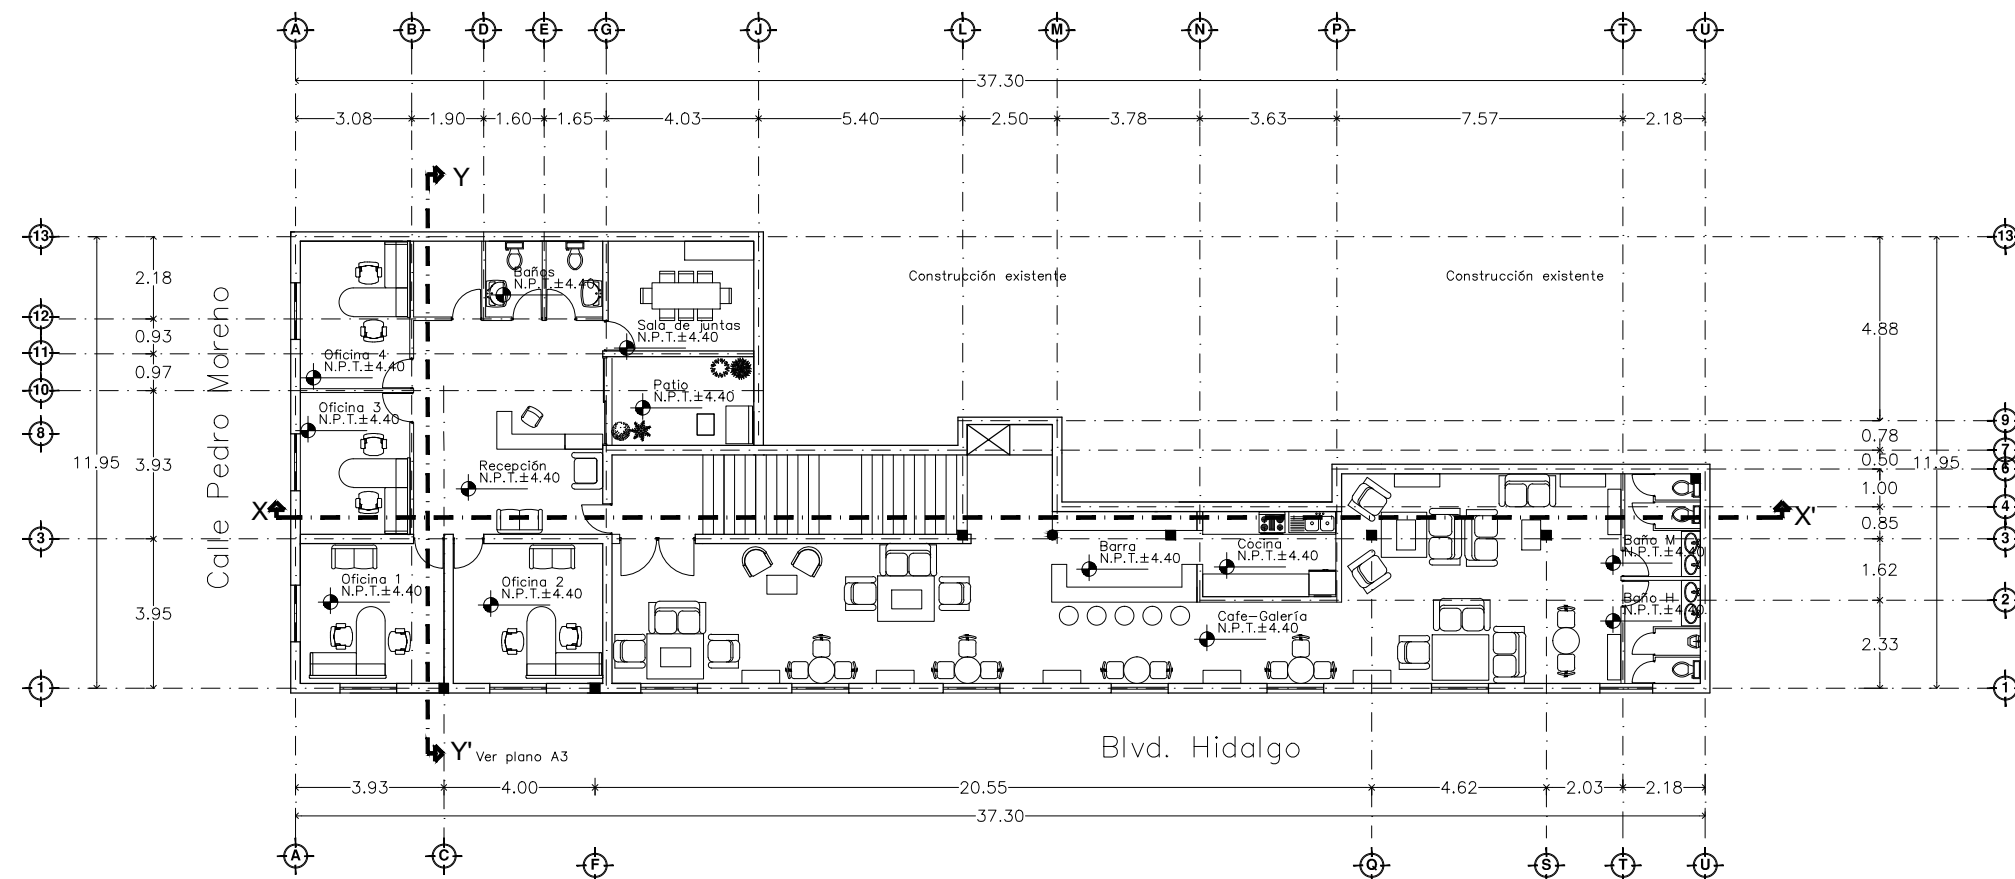 A B D E G J L M N P T U
37.30
3.08 1.90 1.60 1.65 4.03 5.40 2.50 3.78 3.63 7.57 2.18
Y
13 13
2.18
12
0.93
11
0.97
10
8
3.93
11.95
3
3.95
1
Calle Pedro Moreno
Baños
N.P.T.±4.40
Sala de juntas
N.P.T.±4.40
Oficina 4
N.P.T.±4.40
Patio
N.P.T.±4.40
Oficina 3
N.P.T.±4.40
Recepción
N.P.T.±4.40
Construcción existente
Construcción existente
X X'
Oficina 1
N.P.T.±4.40
Oficina 2
N.P.T.±4.40
Barra
N.P.T.±4.40
Cocina
N.P.T.±4.40
Cafe-Galería
N.P.T.±4.40
Baño M
N.P.T.±4.40
Baño H
N.P.T.±4.40
4.88
9
0.78
7
0.50
6
11.95
1.00
4
0.85
3
1.62
2
2.33
1
Y' Ver plano A3
Blvd. Hidalgo
3.93 4.00 20.55 4.62 2.03 2.18
37.30
A C F Q S T U